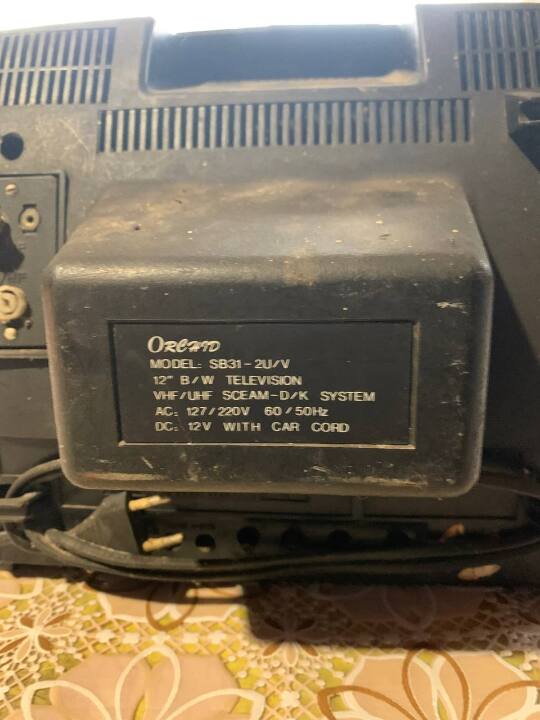 ORCHID
MODEL: SB31-2U/V
12" B/W TELEVISION
VHF/UHF SCEAM-D/K SYSTEM
AC: 127/220V 60/50Hz
DC: 12V WITH CAR CORD